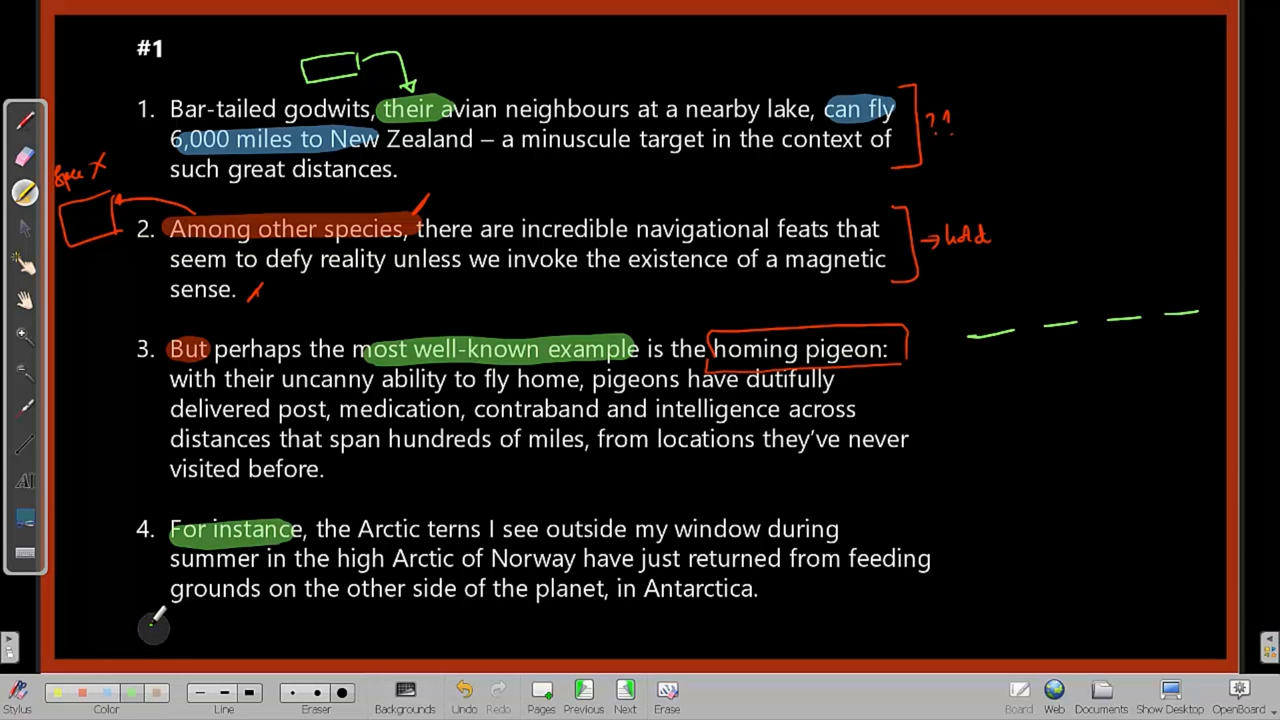 #1
1. Bar-tailed godwits, their avian neighbours at a nearby lake, can fly
6,000 miles to New Zealand – a minuscule target in the context of
such great distances.
??
Spee X
2. Among other species, there are incredible navigational feats that
seem to defy reality unless we invoke the existence of a magnetic
sense.
→ hold
3. But perhaps the most well-known example is the homing pigeon:
with their uncanny ability to fly home, pigeons have dutifully
delivered post, medication, contraband and intelligence across
distances that span hundreds of miles, from locations they’ve never
visited before.
4. For instance, the Arctic terns I see outside my window during
summer in the high Arctic of Norway have just returned from feeding
grounds on the other side of the planet, in Antarctica.
AI
Stylus Color Line Eraser Backgrounds Undo Redo Pages Previous Next Erase Board Web Documents Show Desktop OpenBoard